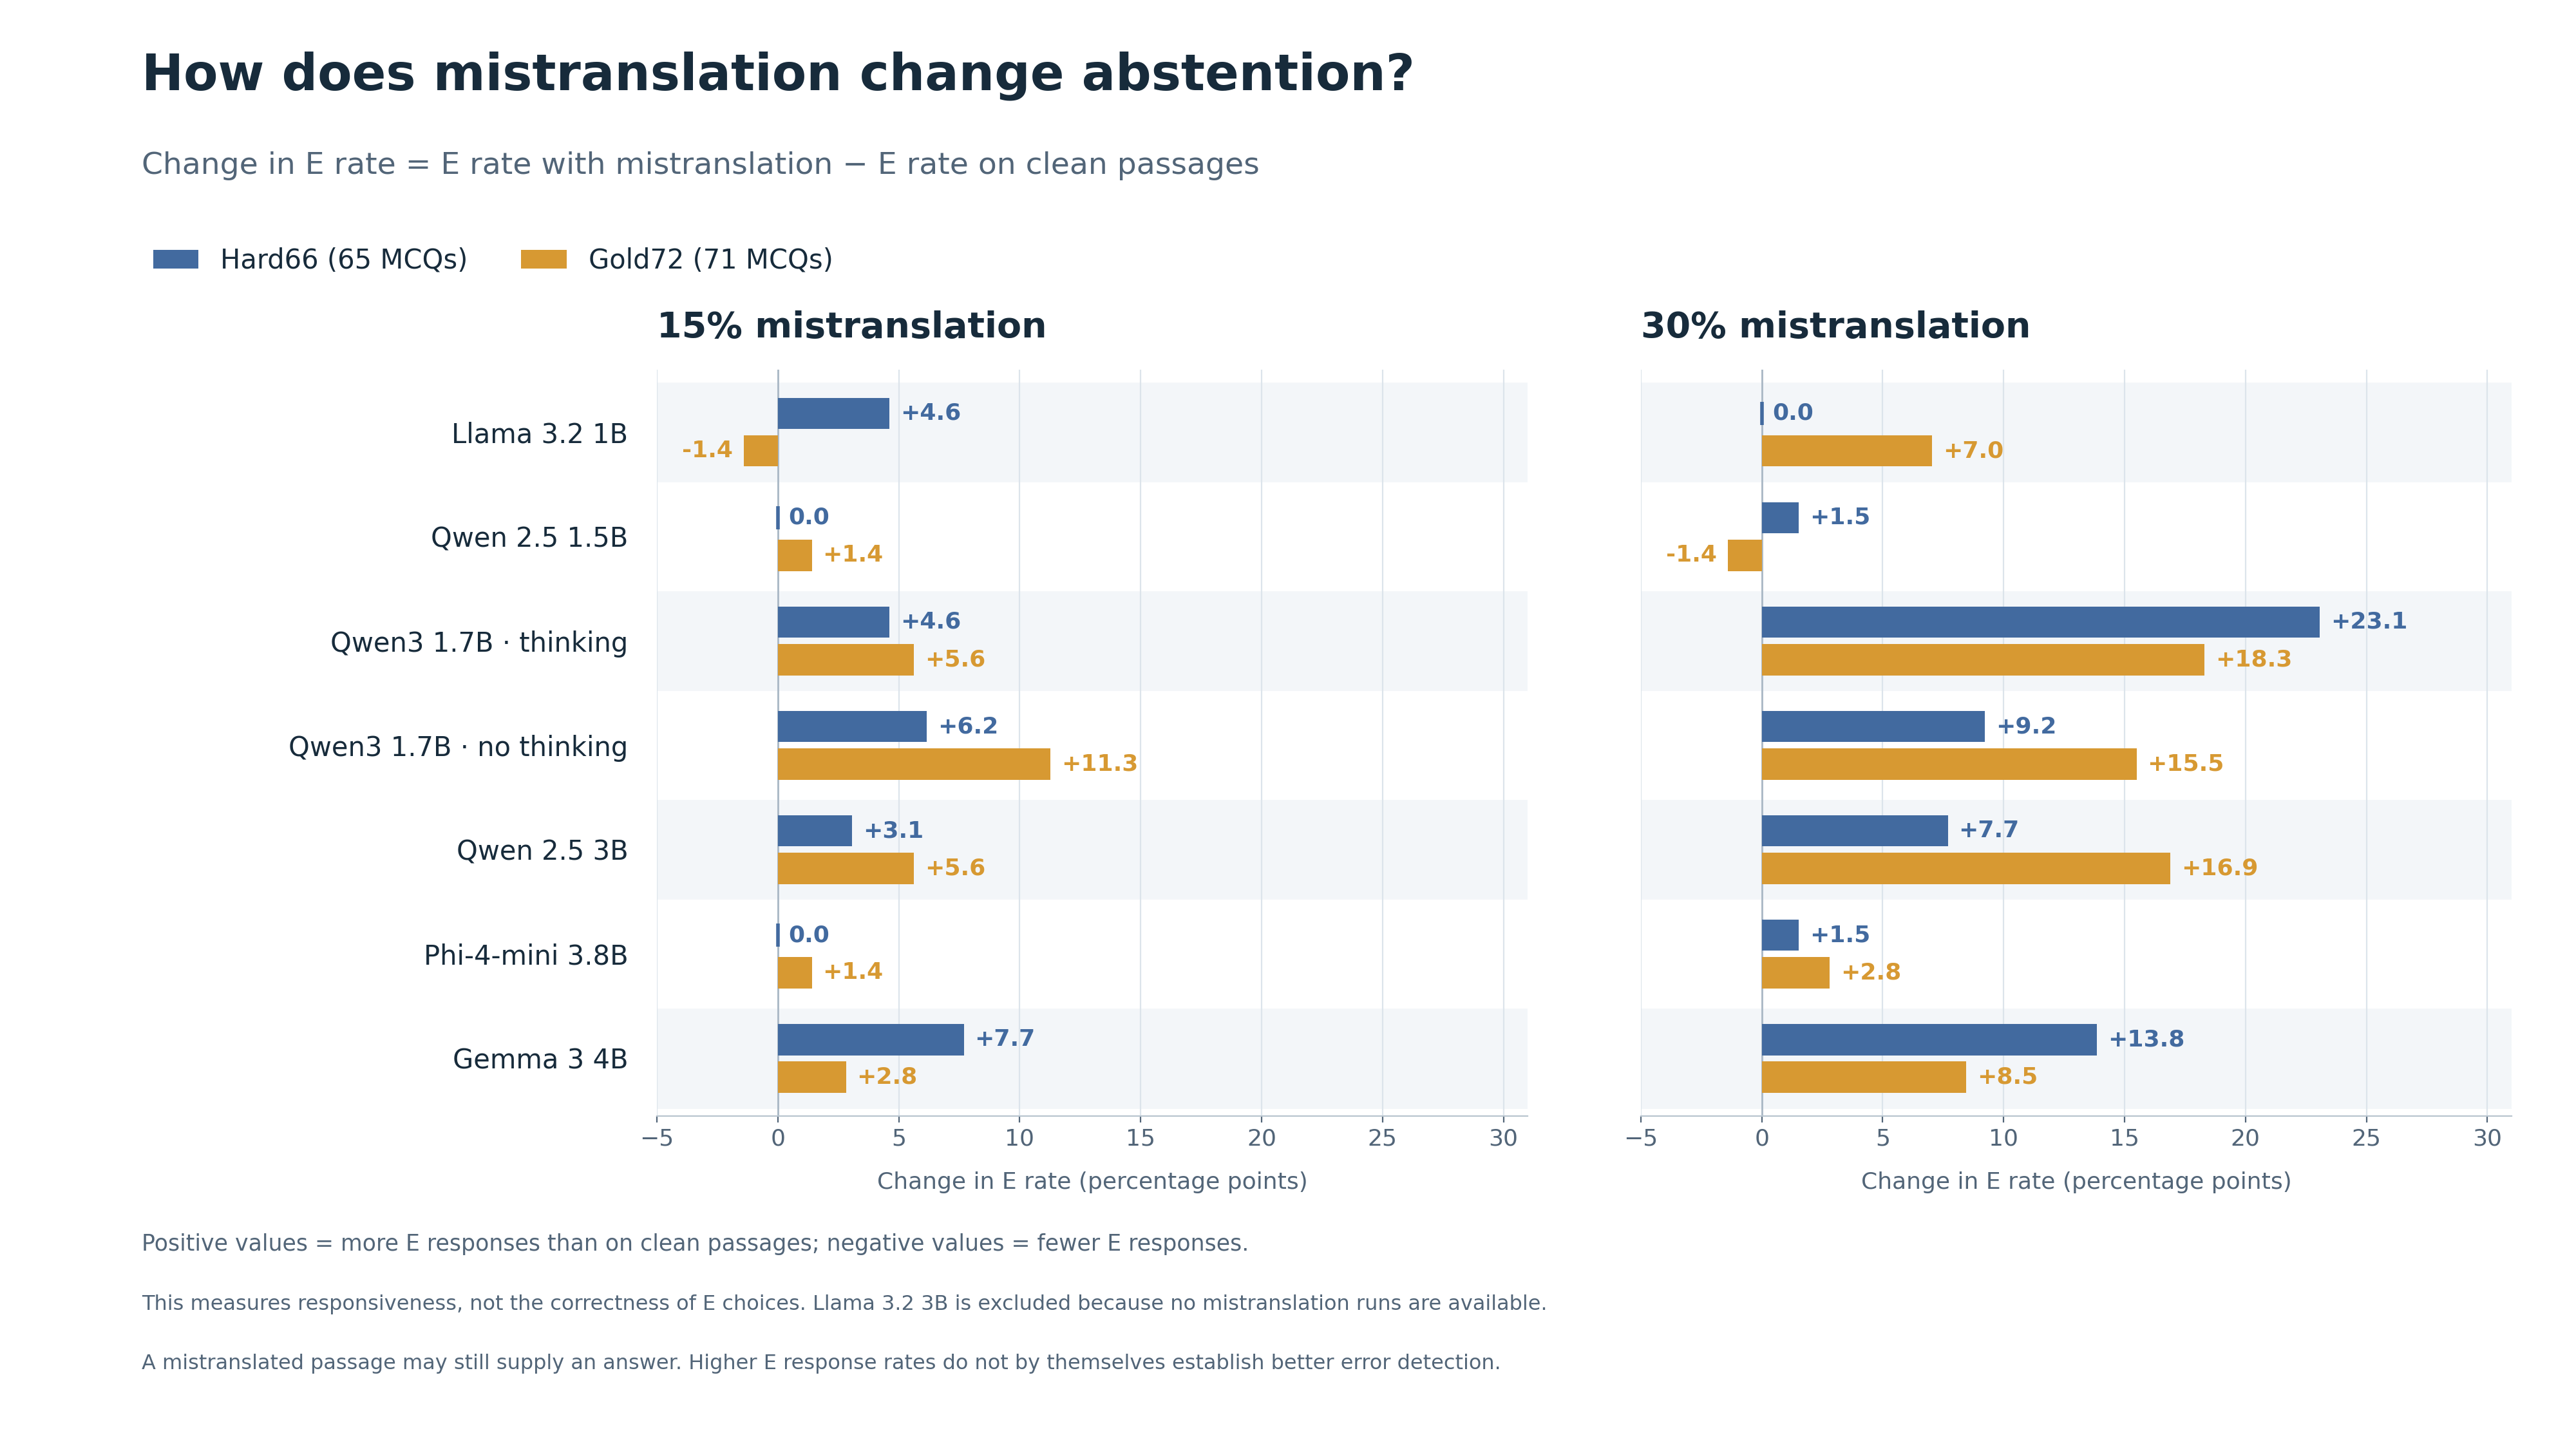 How does mistranslation change abstention?
Change in E rate = E rate with mistranslation − E rate on clean passages
Hard66 (65 MCQs)
Gold72 (71 MCQs)
15% mistranslation
30% mistranslation
Llama 3.2 1B
+4.6
-1.4
0.0
+7.0
Qwen 2.5 1.5B
0.0
+1.4
+1.5
-1.4
Qwen3 1.7B · thinking
+4.6
+5.6
+23.1
+18.3
Qwen3 1.7B · no thinking
+6.2
+11.3
+9.2
+15.5
Qwen 2.5 3B
+3.1
+5.6
+7.7
+16.9
Phi-4-mini 3.8B
0.0
+1.4
+1.5
+2.8
Gemma 3 4B
+7.7
+2.8
+13.8
+8.5
−5 0 5 10 15 20 25 30
−5 0 5 10 15 20 25 30
Change in E rate (percentage points)
Change in E rate (percentage points)
Positive values = more E responses than on clean passages; negative values = fewer E responses.
This measures responsiveness, not the correctness of E choices. Llama 3.2 3B is excluded because no mistranslation runs are available.
A mistranslated passage may still supply an answer. Higher E response rates do not by themselves establish better error detection.